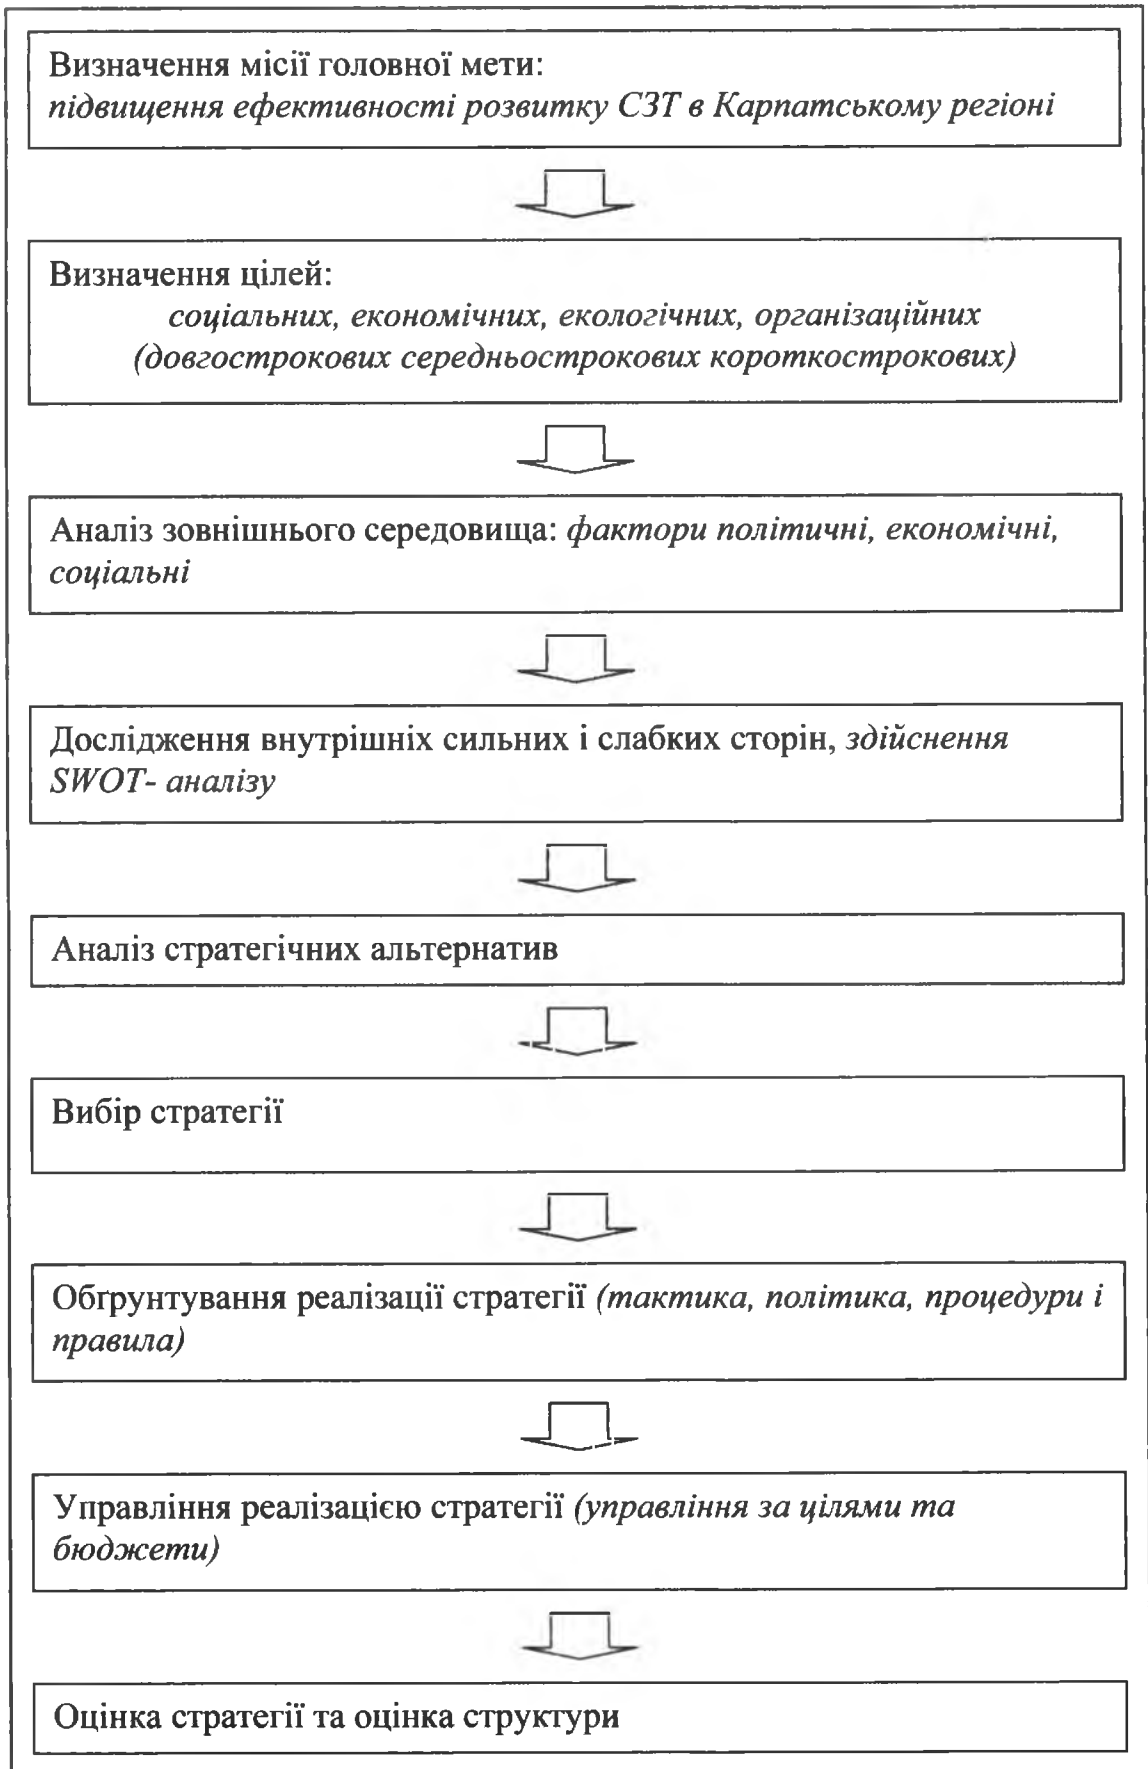 Визначення місії головної мети:
підвищення ефективності розвитку СЗТ в Карпатському регіоні
Визначення цілей:
соціальних, економічних, екологічних, організаційних
(довгострокових середньострокових короткострокових)
Аналіз зовнішнього середовища: фактори політичні, економічні,
соціальні
Дослідження внутрішніх сильних і слабких сторін, здійснення
SWOT- аналізу
Аналіз стратегічних альтернатив
Вибір стратегії
Обґрунтування реалізації стратегії (тактика, політика, процедури і
правила)
Управління реалізацією стратегії (управління за цілями та
бюджети)
Оцінка стратегії та оцінка структури